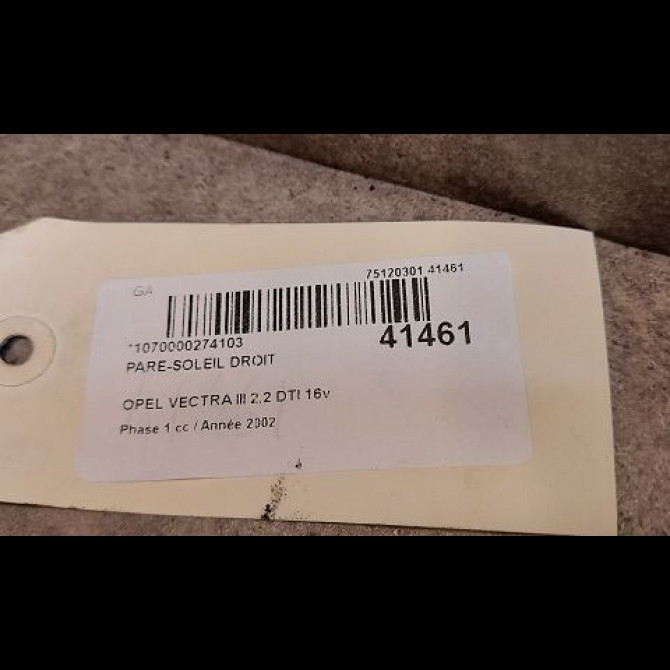 GA
75120301 41461
*1070000274103
41461
PARE-SOLEIL DROIT
OPEL VECTRA III 2.2 DTI 16v
Phase 1 cc / Année 2002